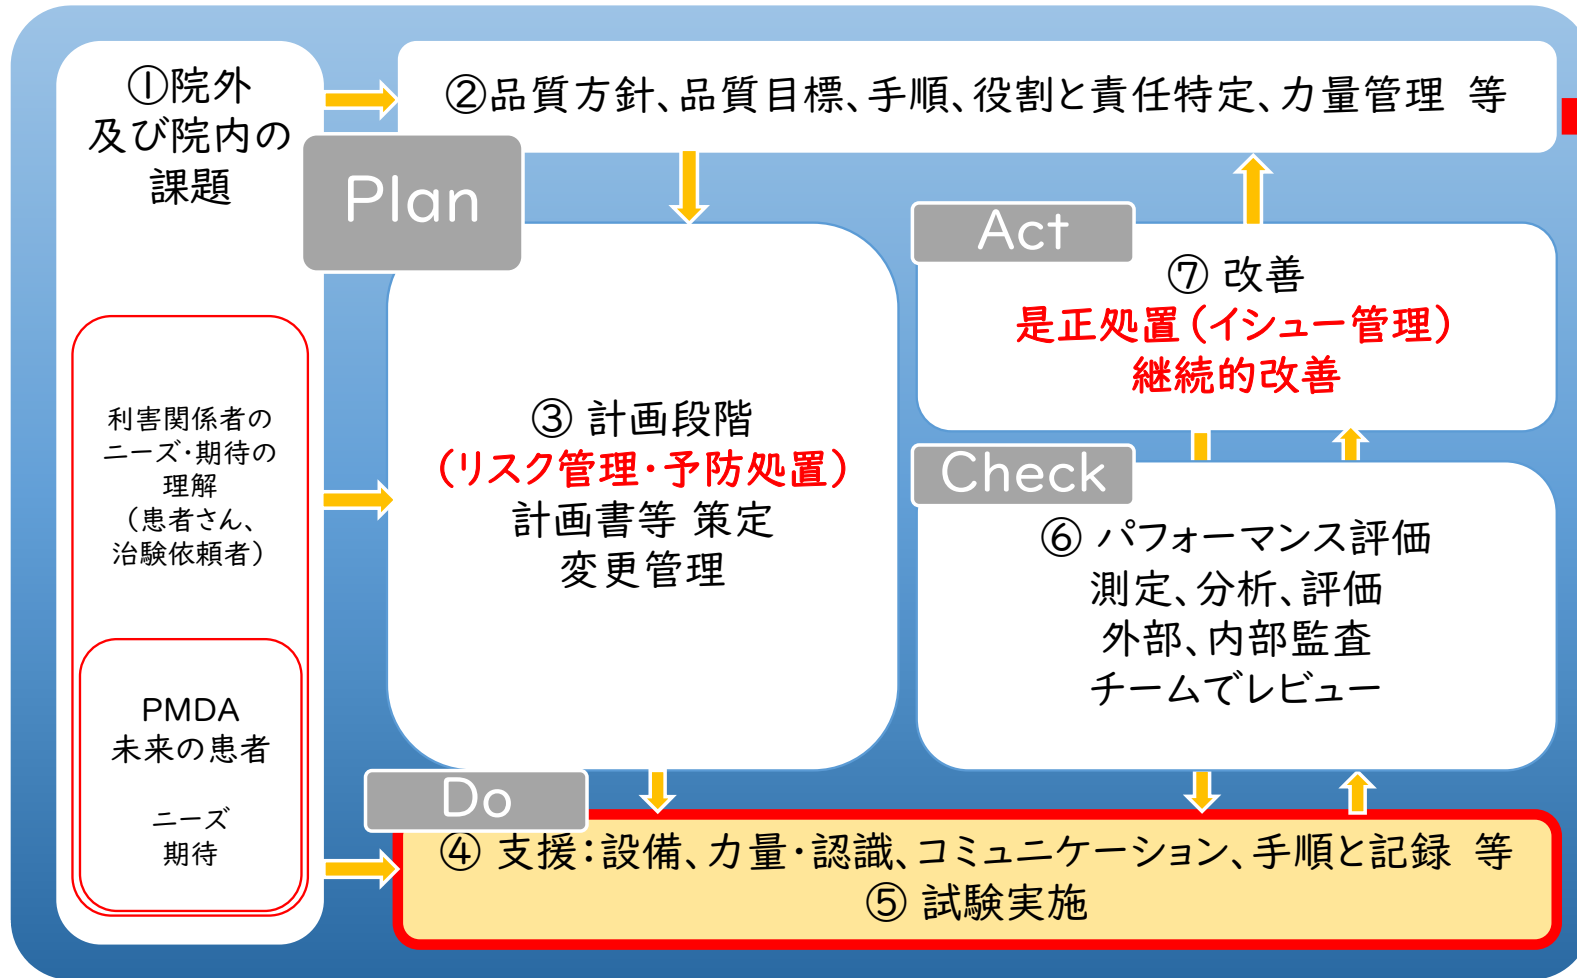 ①院外
及び院内の
課題
利害関係者の
ニーズ・期待の
理解
（患者さん、
治験依頼者）
PMDA
未来の患者
ニーズ
期待
②品質方針、品質目標、手順、役割と責任特定、力量管理 等
Plan
③ 計画段階
（リスク管理・予防処置）
計画書等 策定
変更管理
Do
④ 支援：設備、力量・認識、コミュニケーション、手順と記録 等
⑤ 試験実施
Check
⑥ パフォーマンス評価
測定、分析、評価
外部、内部監査
チームでレビュー
Act
⑦ 改善
是正処置（イシュー管理）
継続的改善